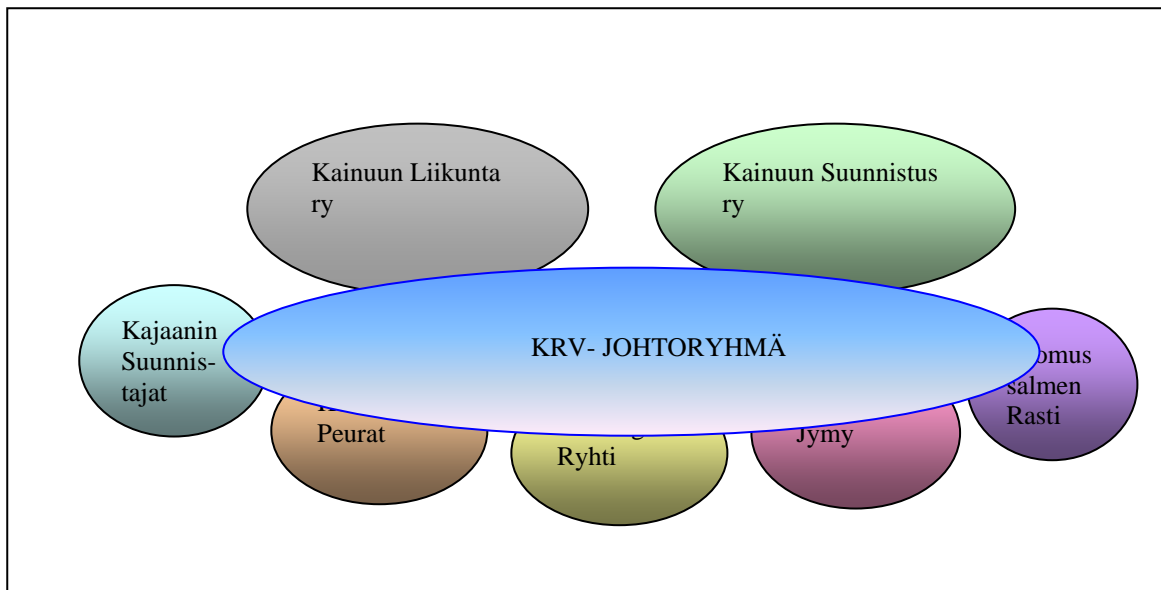 Kainuun Liikunta
ry
Kainuun Suunnistus
ry
KRV- JOHTORYHMÄ
Kajaanin
Suunnis-
tajat
Peurat
Ryhti
Jymy
salmen
Rasti